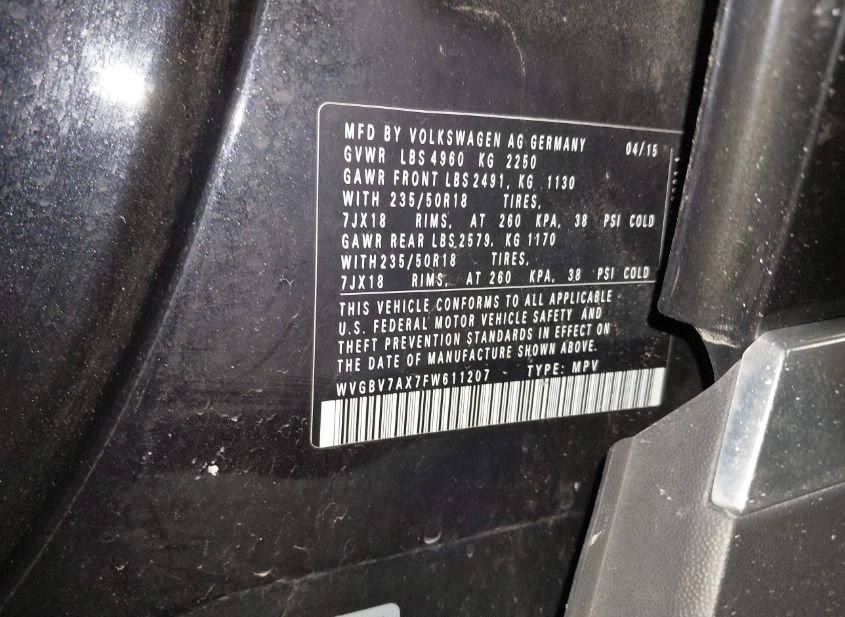 MFD BY VOLKSWAGEN AG GERMANY 04/15
GVWR LBS 4960 KG 2250
GAWR FRONT LBS 2491, KG 1130
WITH 235/50R18 TIRES,
7JX18 RIMS, AT 260 KPA, 38 PSI COLD
GAWR REAR LBS 2579, KG 1170
WITH 235/50R18 TIRES,
7JX18 RIMS, AT 260 KPA, 38 PSI COLD
THIS VEHICLE CONFORMS TO ALL APPLICABLE
U.S. FEDERAL MOTOR VEHICLE SAFETY AND
THEFT PREVENTION STANDARDS IN EFFECT ON
THE DATE OF MANUFACTURE SHOWN ABOVE.
WVGBV7AX7FW611207 TYPE: MPV